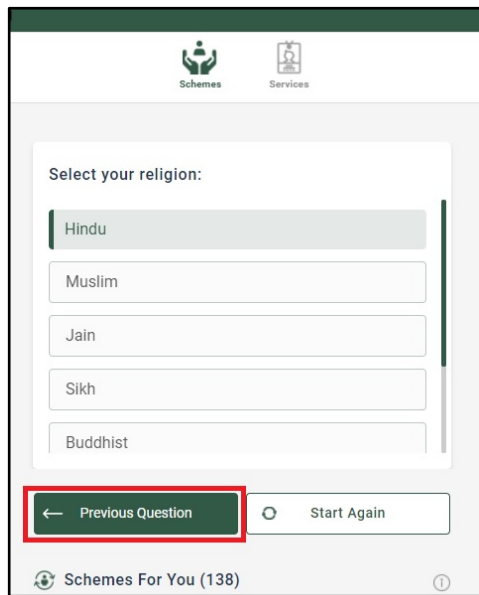 Schemes
Services
Select your religion:
Hindu
Muslim
Jain
Sikh
Buddhist
← Previous Question
Start Again
Schemes For You (138)